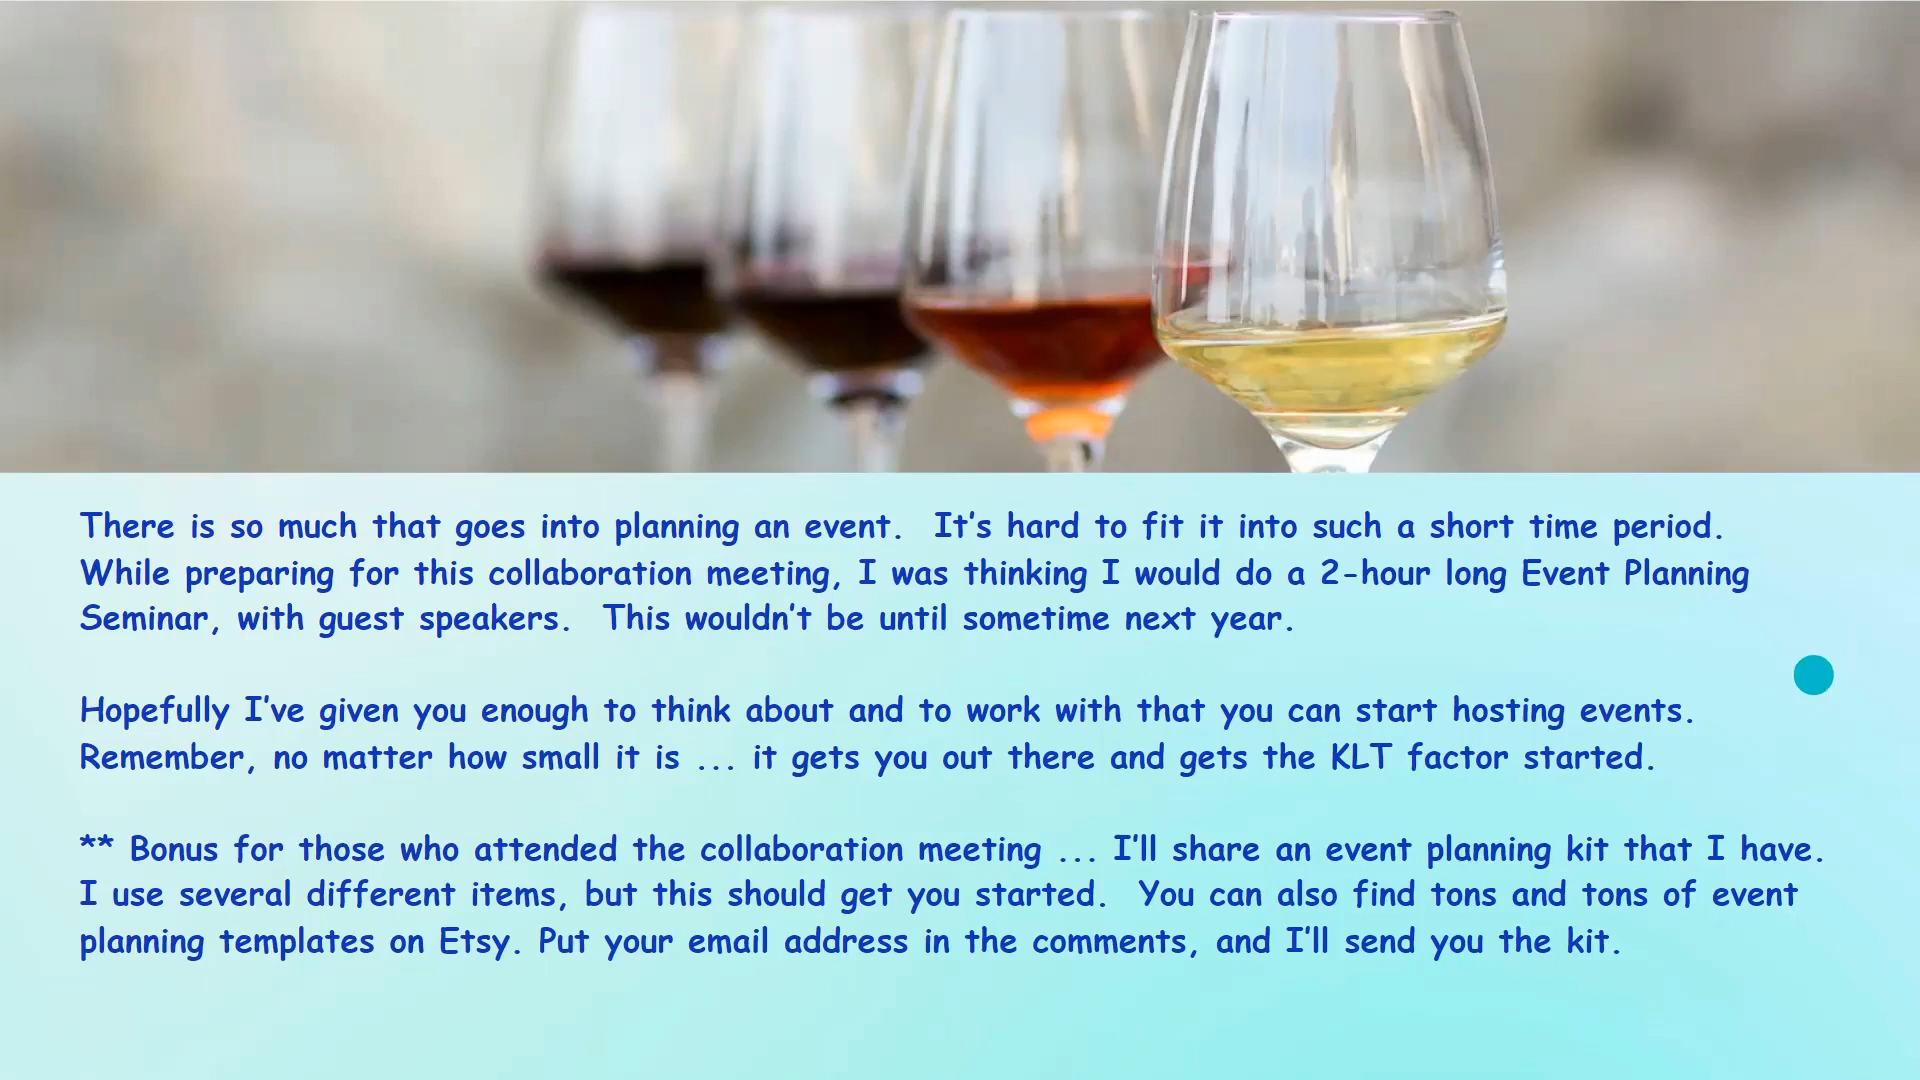 There is so much that goes into planning an event.  It's hard to fit it into such a short time period.
While preparing for this collaboration meeting, I was thinking I would do a 2-hour long Event Planning
Seminar, with guest speakers.  This wouldn't be until sometime next year.
Hopefully I've given you enough to think about and to work with that you can start hosting events.
Remember, no matter how small it is ... it gets you out there and gets the KLT factor started.
** Bonus for those who attended the collaboration meeting ... I'll share an event planning kit that I have.
I use several different items, but this should get you started.  You can also find tons and tons of event
planning templates on Etsy. Put your email address in the comments, and I'll send you the kit.